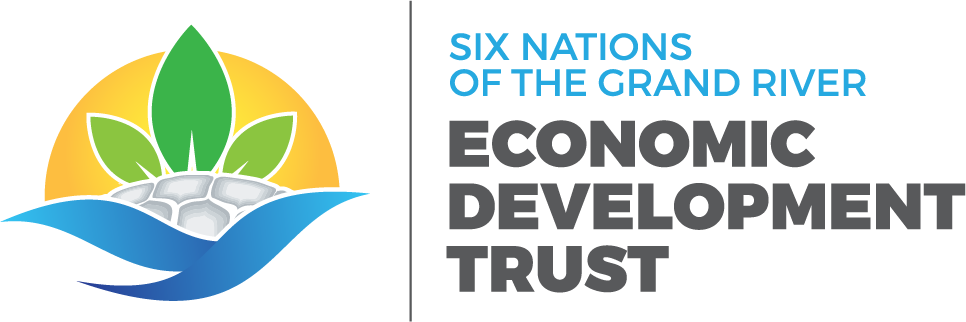 SIX NATIONS
OF THE GRAND RIVER
ECONOMIC
DEVELOPMENT
TRUST